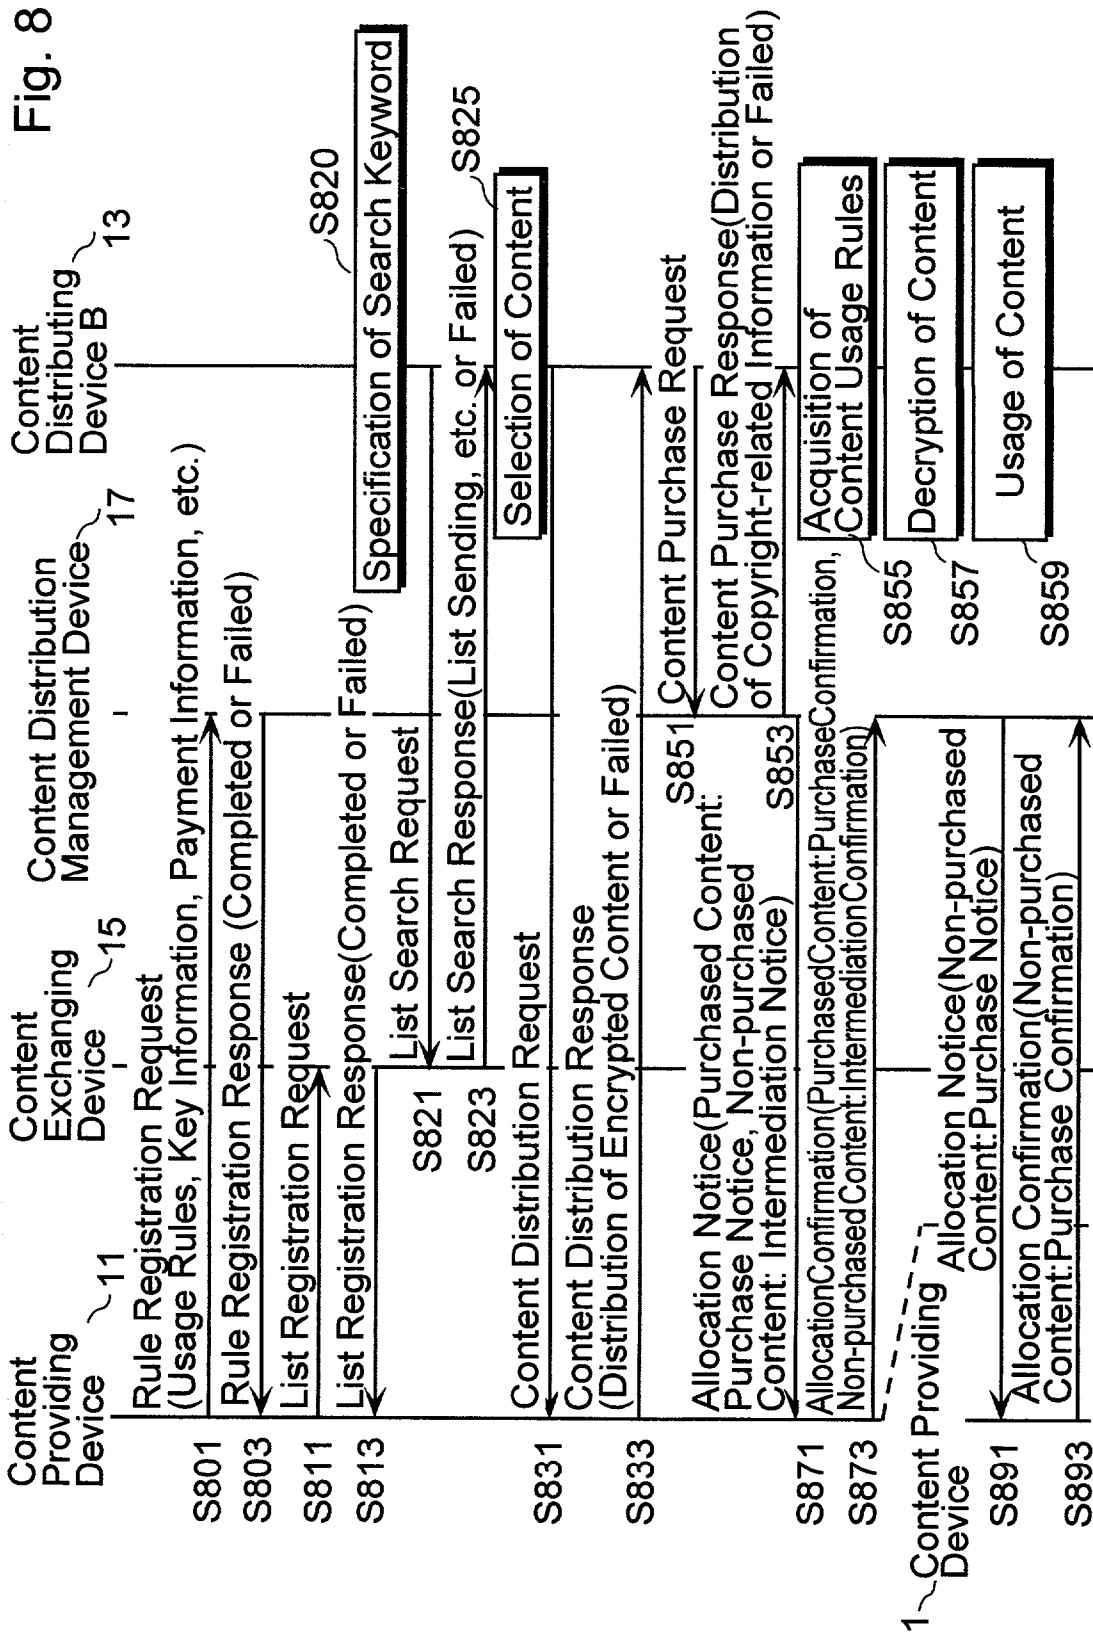 Fig. 8
Content
Providing
Device
11
Content
Exchanging
Device
15
Content Distribution
Management Device
17
Content
Distributing
Device B
13
S801
Rule Registration Request
(Usage Rules, Key Information, Payment Information, etc.)
S803
Rule Registration Response (Completed or Failed)
S811
List Registration Request
S813
List Registration Response(Completed or Failed)
S820
Specification of Search Keyword
S821
List Search Request
S823
List Search Response(List Sending, etc. or Failed)
S825
Selection of Content
S831
Content Distribution Request
S833
Content Distribution Response
(Distribution of Encrypted Content or Failed)
S851
Content Purchase Request
S853
Content Purchase Response(Distribution
of Copyright-related Information or Failed)
S855
Acquisition of
Content Usage Rules
S857
Decryption of Content
S859
Usage of Content
S871
Allocation Notice(Purchased Content:
Purchase Notice, Non-purchased
Content: Intermediation Notice)
S873
AllocationConfirmation(PurchasedContent:PurchaseConfirmation,
Non-purchasedContent:IntermediationConfirmation)
1
Content Providing
Device
S891
Allocation Notice(Non-purchased
Content:Purchase Notice)
S893
Allocation Confirmation(Non-purchased
Content:Purchase Confirmation)